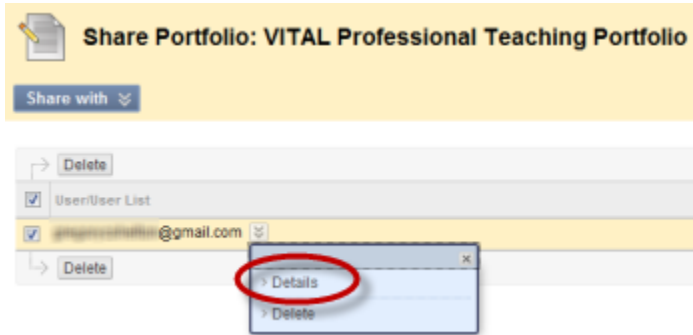 Share Portfolio: VITAL Professional Teaching Portfolio
Share with
Delete
User/User List
@gmail.com
Details
Delete
Delete